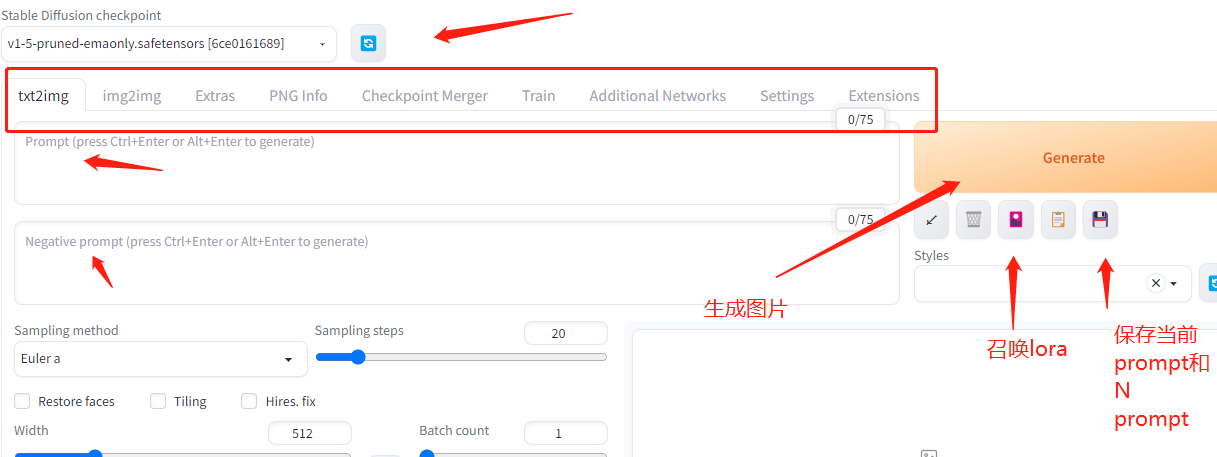 Stable Diffusion checkpoint
v1-5-pruned-emaonly.safetensors [6ce0161689]
txt2img img2img Extras PNG Info Checkpoint Merger Train Additional Networks Settings Extensions
0/75
Prompt (press Ctrl+Enter or Alt+Enter to generate)
Generate
0/75
Negative prompt (press Ctrl+Enter or Alt+Enter to generate)
Styles
生成图片
召唤lora
保存当前
prompt和
N
prompt
Sampling method
Euler a
Sampling steps
20
Restore faces
Tiling
Hires. fix
Width
512
Batch count
1